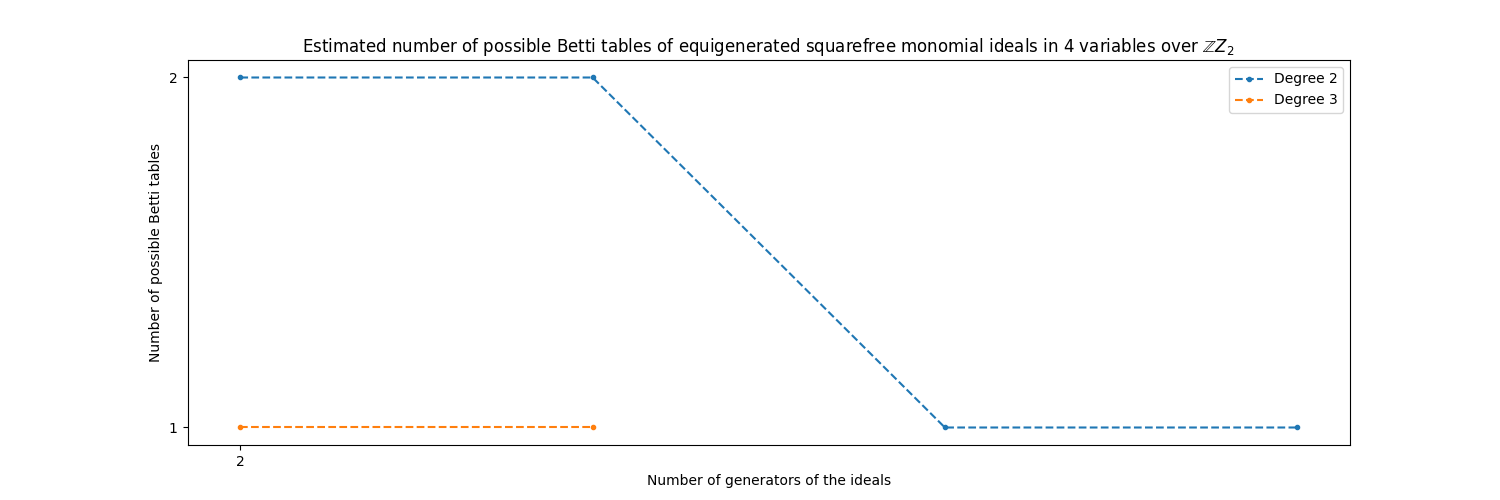 Estimated number of possible Betti tables of equigenerated squarefree monomial ideals in 4 variables over ℤZ₂
2
Degree 2
Degree 3
Number of possible Betti tables
1
2
Number of generators of the ideals